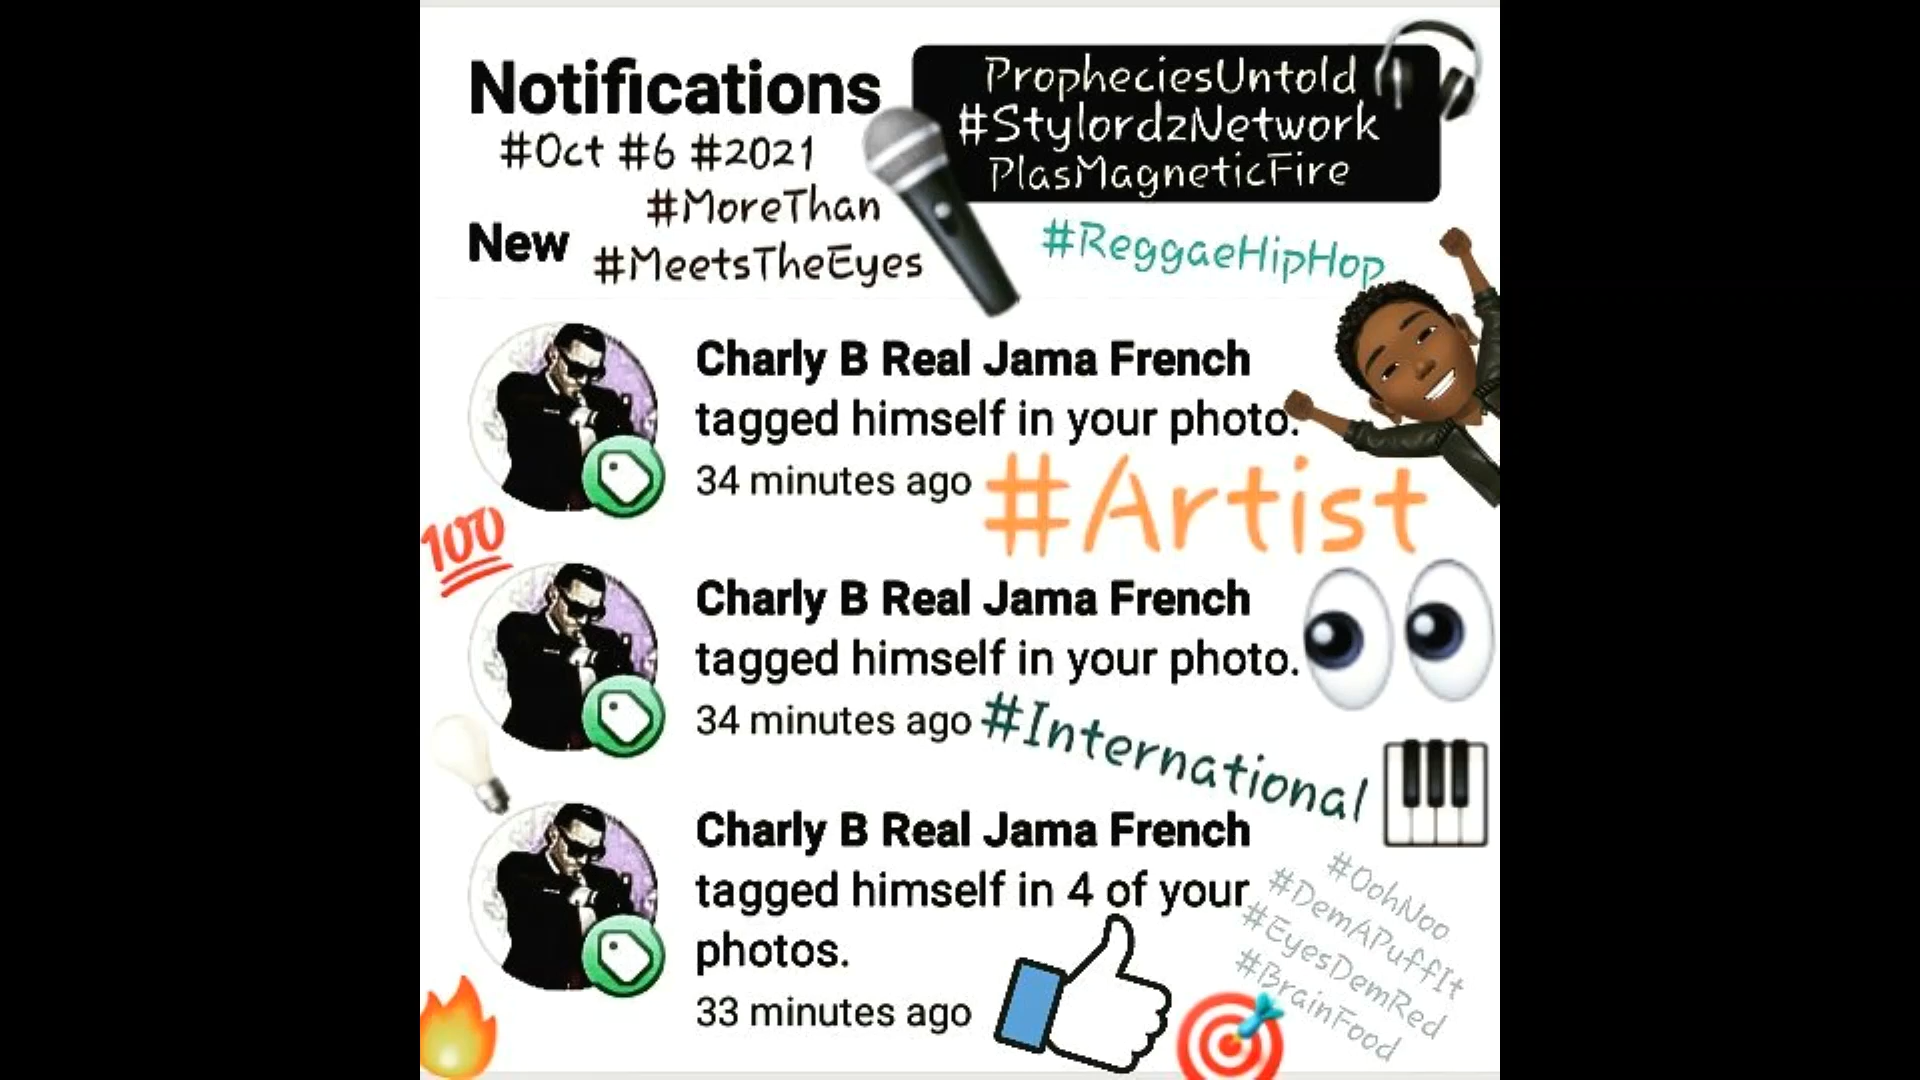 Notifications
PropheciesUntold
#StylordzNetwork
PlasMagneticFire
#Oct #6 #2021
#MoreThan
New
#MeetsTheEyes
#ReggaeHipHop
Charly B Real Jama French
tagged himself in your photo.
34 minutes ago
#Artist
100
Charly B Real Jama French
tagged himself in your photo.
34 minutes ago
#International
Charly B Real Jama French
tagged himself in 4 of your
photos.
33 minutes ago
#OohNoo
#DemAPuffIt
#EyesDemRed
#BrainFood